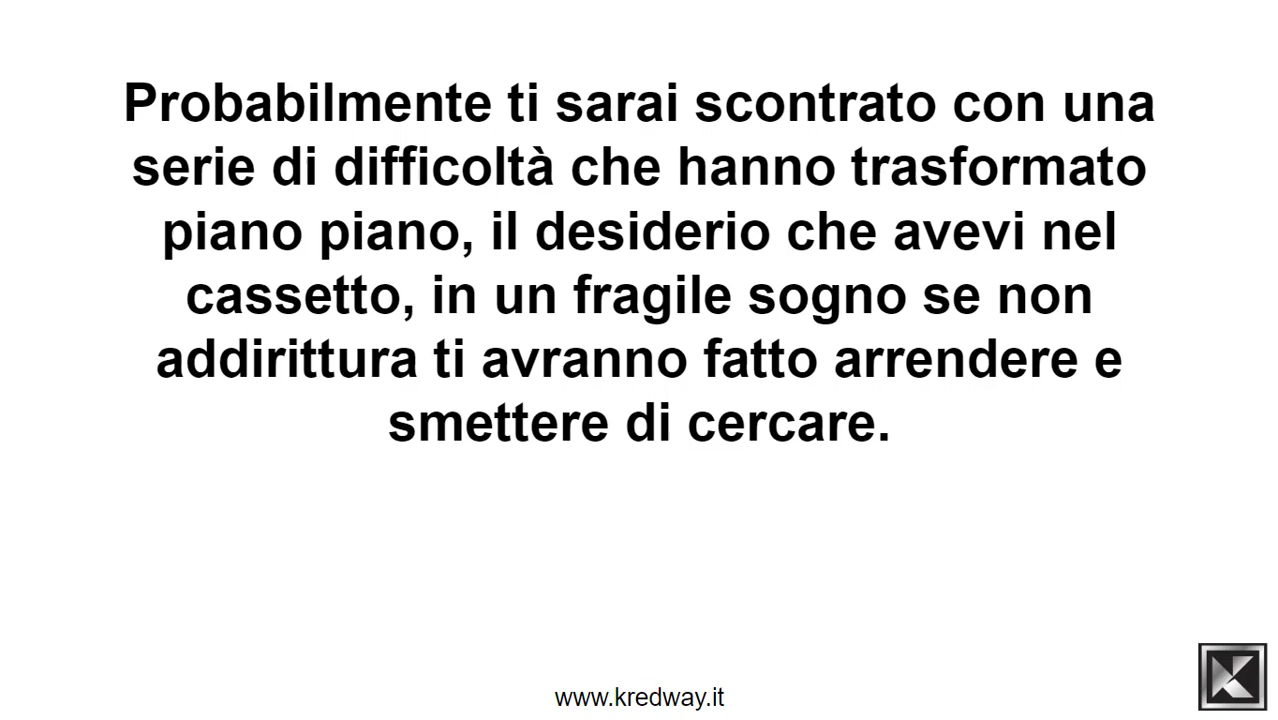 Probabilmente ti sarai scontrato con una
serie di difficoltà che hanno trasformato
piano piano, il desiderio che avevi nel
cassetto, in un fragile sogno se non
addirittura ti avranno fatto arrendere e
smettere di cercare.
www.kredway.it